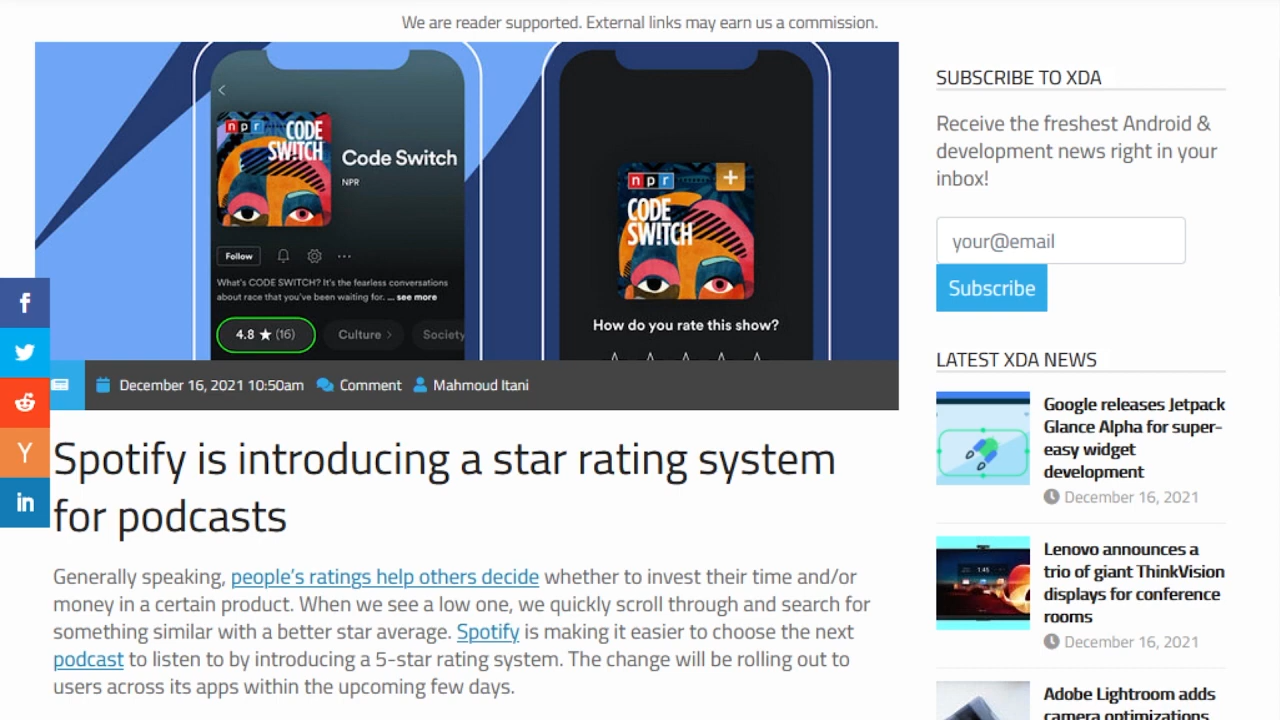 We are reader supported. External links may earn us a commission.
npr
CODE
SW!TCH
Code Switch
NPR
Follow
What's CODE SWITCH? It's the fearless conversations
about race that you've been waiting for. ... see more
4.8 ★ (16)
Culture >
Society
npr
CODE
SW!TCH
How do you rate this show?
December 16, 2021 10:50am Comment Mahmoud Itani
Spotify is introducing a star rating system
for podcasts
Generally speaking, people's ratings help others decide whether to invest their time and/or
money in a certain product. When we see a low one, we quickly scroll through and search for
something similar with a better star average. Spotify is making it easier to choose the next
podcast to listen to by introducing a 5-star rating system. The change will be rolling out to
users across its apps within the upcoming few days.
SUBSCRIBE TO XDA
Receive the freshest Android &
development news right in your
inbox!
your@email
Subscribe
LATEST XDA NEWS
Google releases Jetpack
Glance Alpha for super-
easy widget
development
December 16, 2021
Lenovo announces a
trio of giant ThinkVision
displays for conference
rooms
December 16, 2021
Adobe Lightroom adds
camera optimizations